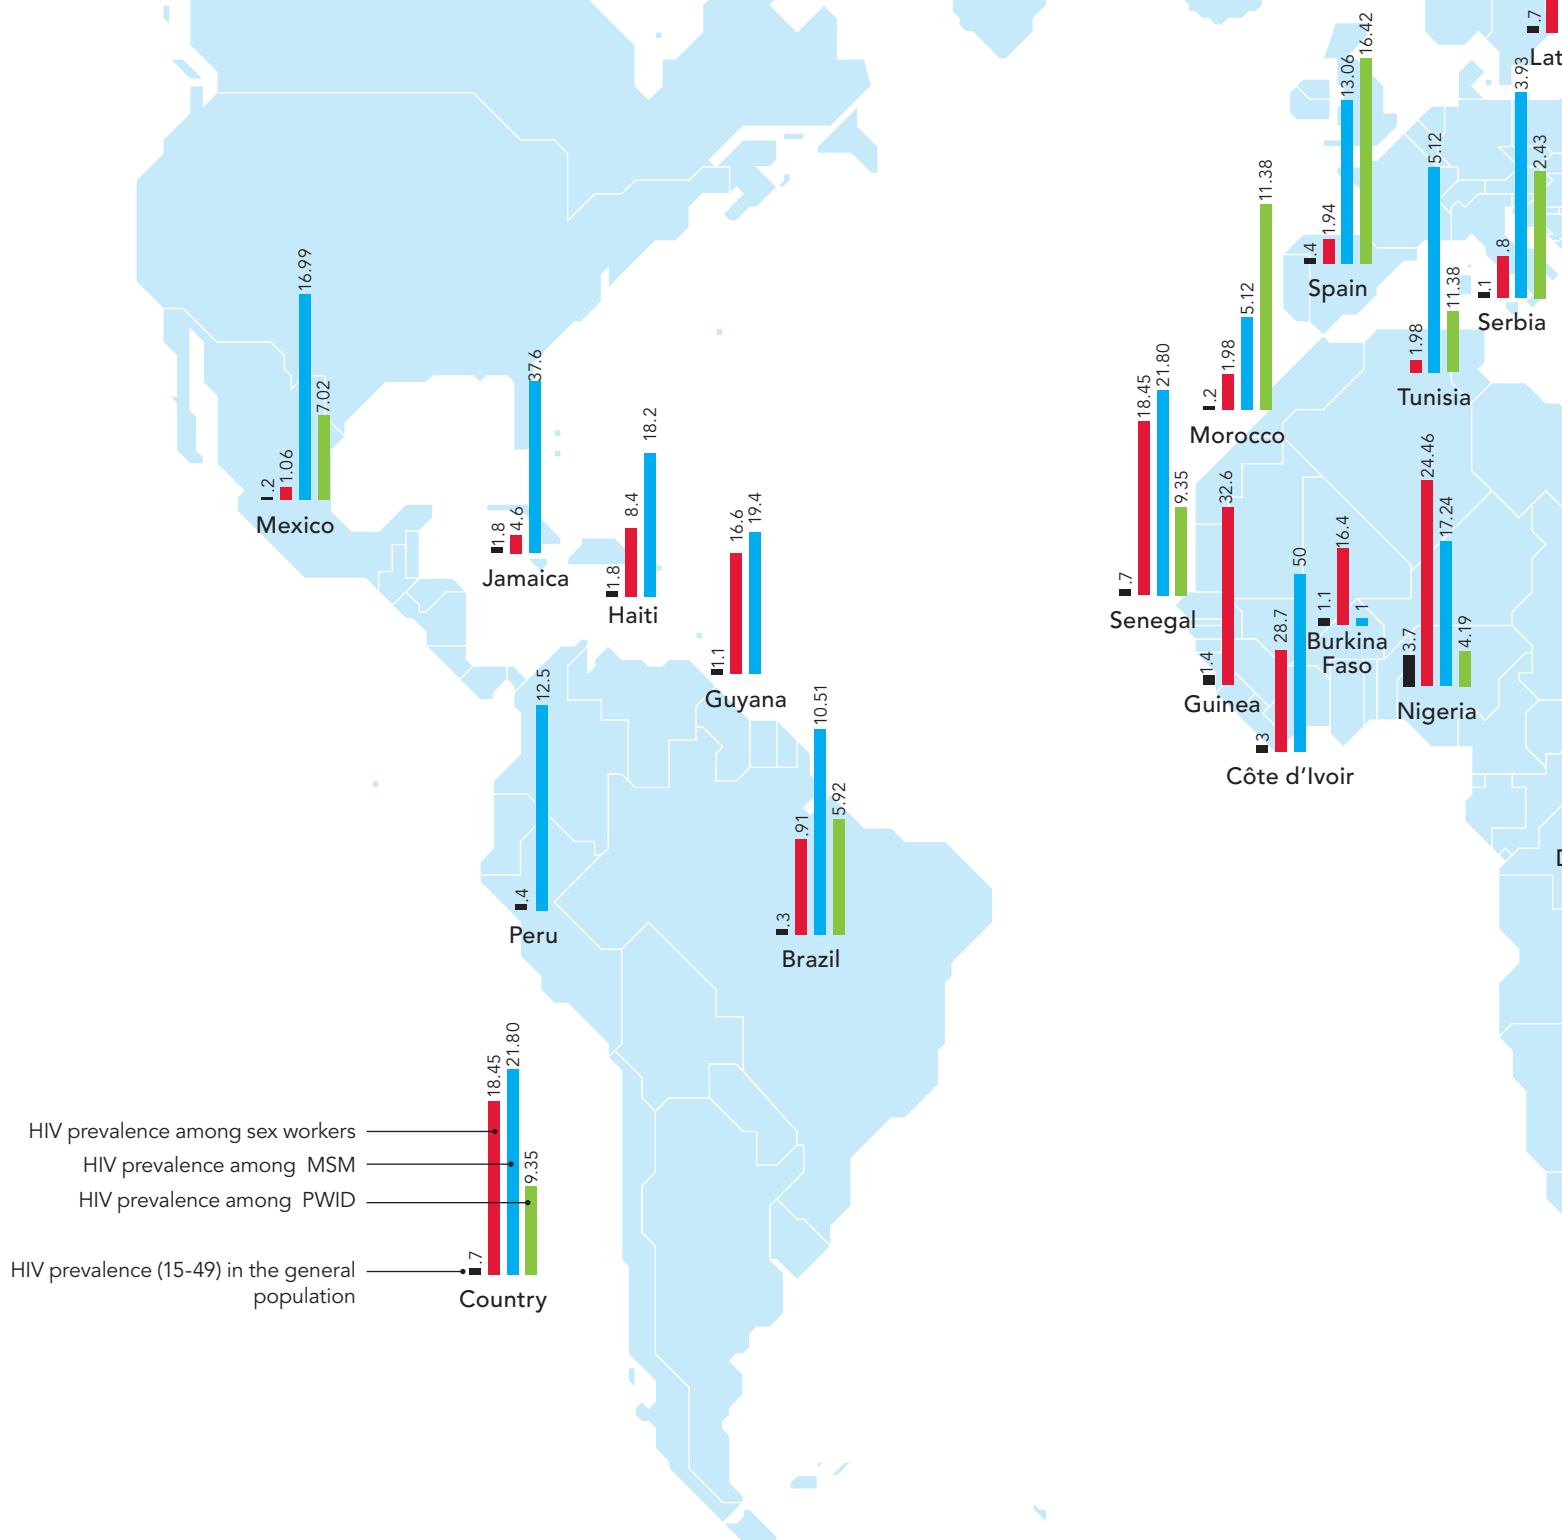 .7
Lat
.4
1.94
13.06
16.42
Spain
.1
.8
13.93
2.43
Serbia
1.98
5.12
11.38
Tunisia
.2
1.98
5.12
11.38
Morocco
.2
1.06
16.99
7.02
Mexico
1.8
4.6
37.6
Jamaica
1.8
8.4
18.2
Haiti
1.1
16.6
19.4
Guyana
.7
18.45
21.80
9.35
Senegal
1.4
32.6
Guinea
3
28.7
50
Côte d’Ivoir
1.1
16.4
1
Burkina
Faso
3.7
24.46
17.24
4.19
Nigeria
.4
12.5
Peru
.3
.91
10.51
5.92
Brazil
HIV prevalence among sex workers
HIV prevalence among MSM
HIV prevalence among PWID
HIV prevalence (15-49) in the general
population
.7
18.45
21.80
9.35
Country